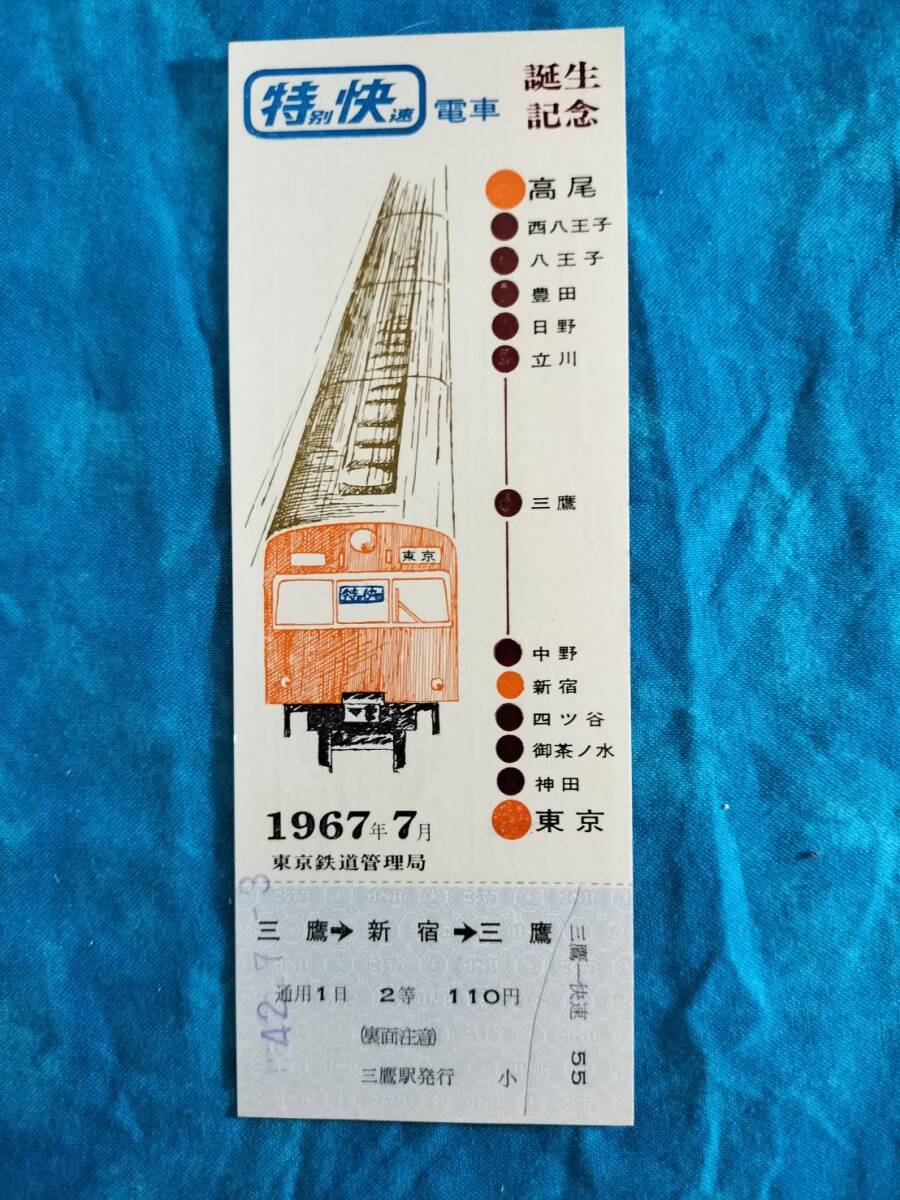 特別快速 電車 誕生
記念
高尾
西八王子
八王子
豊田
日野
立川
三鷹
中野
新宿
四ツ谷
御茶ノ水
神田
東京
東京
特快
1967年7月
東京鉄道管理局
42.7.-3
三鷹→新宿→三鷹
通用1日 2等 110円
(裏面注意)
三鷹駅発行 小
三鷹―快速 55